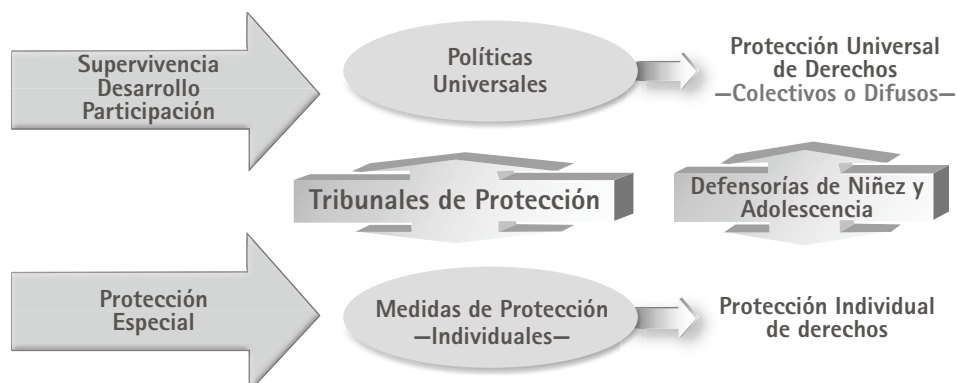 Supervivencia
Desarrollo
Participación
Políticas
Universales
Protección Universal
de Derechos
—Colectivos o Difusos—
Tribunales de Protección
Defensorías de Niñez y
Adolescencia
Protección
Especial
Medidas de Protección
—Individuales—
Protección Individual
de derechos